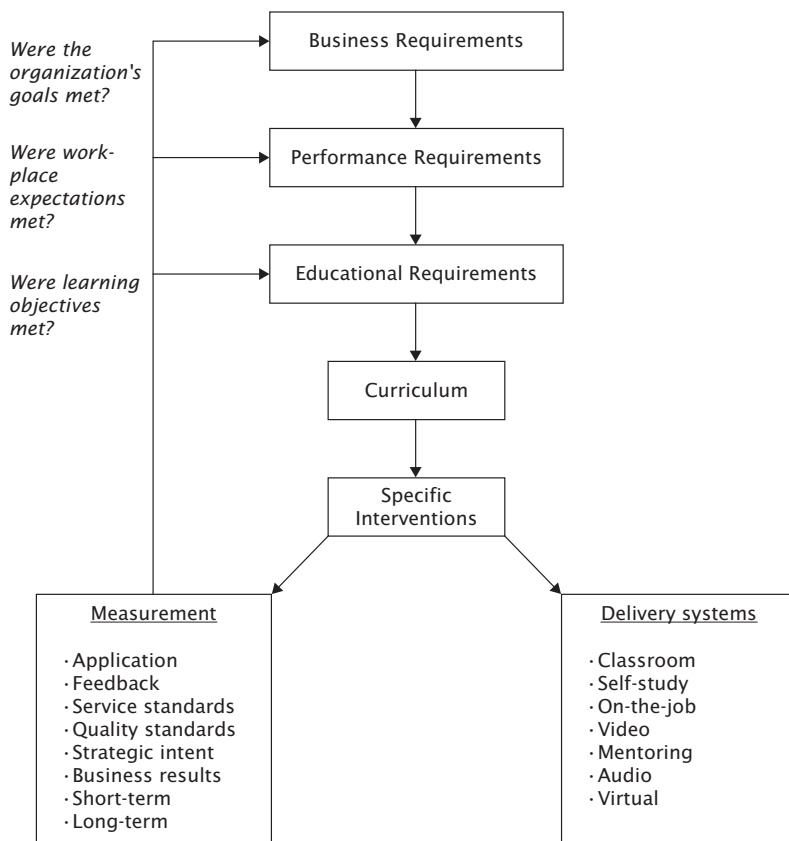 Business Requirements
Were the
organization's
goals met?
Performance Requirements
Were work-
place
expectations
met?
Educational Requirements
Were learning
objectives
met?
Curriculum
Specific
Interventions
Measurement
· Application
· Feedback
· Service standards
· Quality standards
· Strategic intent
· Business results
· Short-term
· Long-term
Delivery systems
· Classroom
· Self-study
· On-the-job
· Video
· Mentoring
· Audio
· Virtual